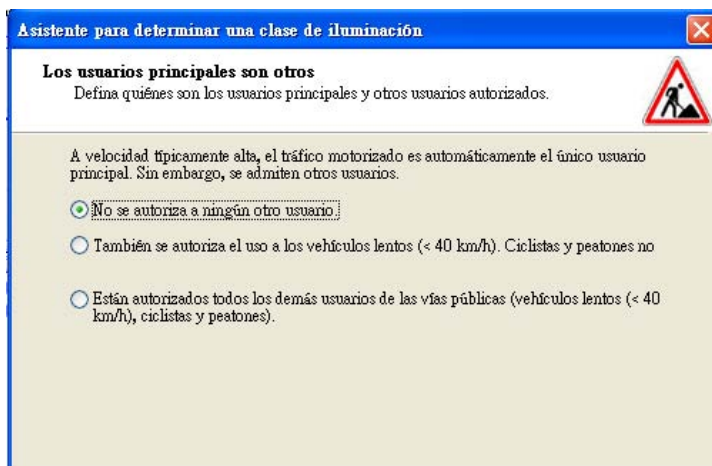 Asistente para determinar una clase de iluminación
Los usuarios principales son otros
Defina quiénes son los usuarios principales y otros usuarios autorizados.
A velocidad típicamente alta, el tráfico motorizado es automáticamente el único usuario
principal. Sin embargo, se admiten otros usuarios.
No se autoriza a ningún otro usuario.
También se autoriza el uso a los vehículos lentos (< 40 km/h). Ciclistas y peatones no
Están autorizados todos los demás usuarios de las vías públicas (vehículos lentos (< 40
km/h), ciclistas y peatones).